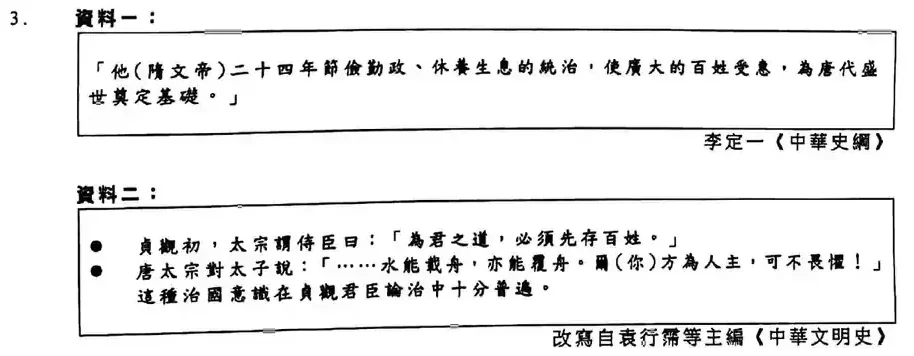 3. 資料一：
「他(隋文帝)二十四年節儉勤政、休養生息的統治，使廣大的百姓受惠，為唐代盛
世奠定基礎。」
李定一《中華史綱》
資料二：
● 貞觀初，太宗謂侍臣曰：「為君之道，必須先存百姓。」
● 唐太宗對太子說：「……水能載舟，亦能覆舟。爾(你)方為人主，可不畏懼！」
這種治國意識在貞觀君臣論治中十分普遍。
改寫自袁行霈等主編《中華文明史》